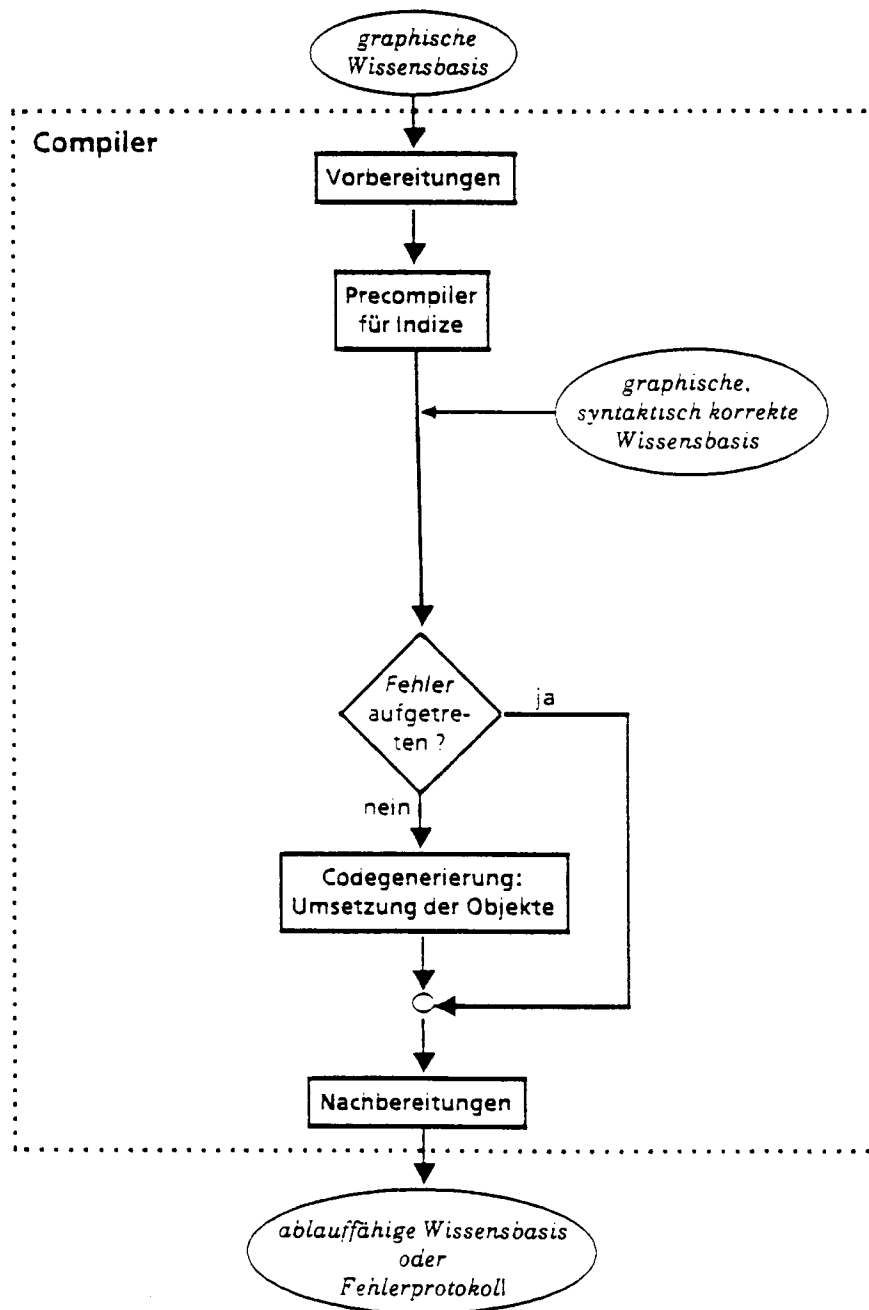 graphische
Wissensbasis
Compiler
Vorbereitungen
Precompiler
für Indize
graphische,
syntaktisch korrekte
Wissensbasis
Fehler
aufgetre-
ten ?
ja
nein
Codegenerierung:
Umsetzung der Objekte
Nachbereitungen
ablauffähige Wissensbasis
oder
Fehlerprotokoll